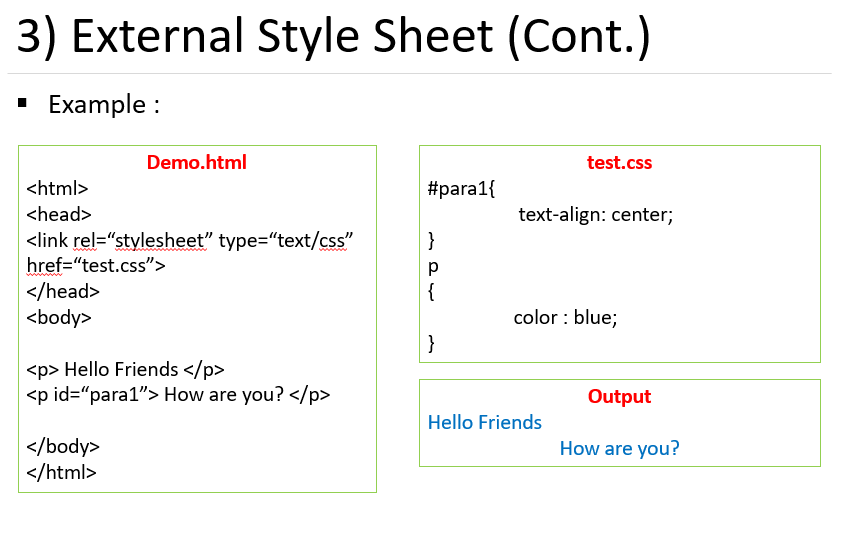 3) External Style Sheet (Cont.)
▪ Example :
Demo.html
<html>
<head>
<link rel=“stylesheet” type=“text/css”
href=“test.css”>
</head>
<body>
<p> Hello Friends </p>
<p id=“para1”> How are you? </p>
</body>
</html>
test.css
#para1{
text-align: center;
}
p
{
color : blue;
}
Output
Hello Friends
How are you?